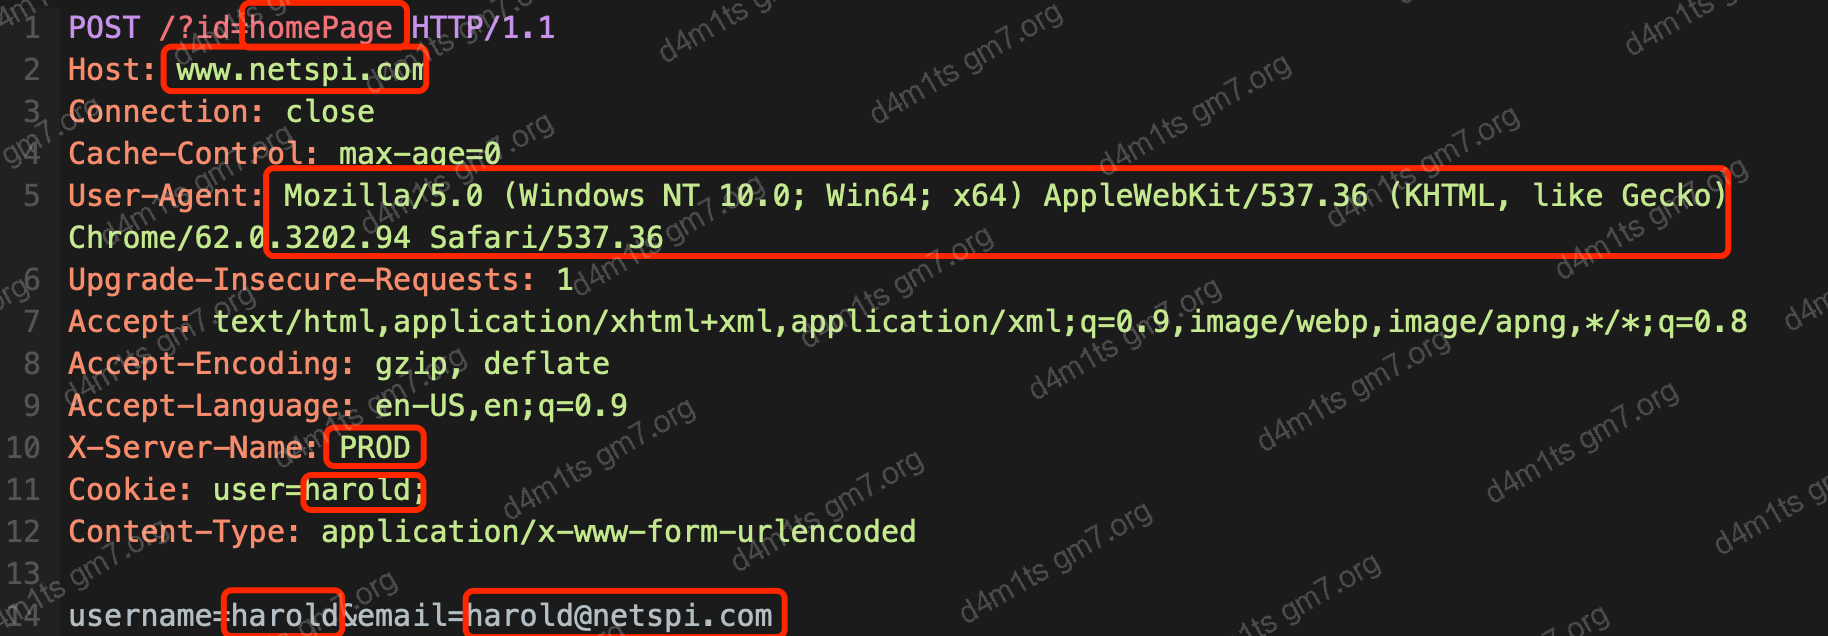 1 POST /?id=homePage HTTP/1.1
2 Host: www.netspi.com
3 Connection: close
4 Cache-Control: max-age=0
5 User-Agent: Mozilla/5.0 (Windows NT 10.0; Win64; x64) AppleWebKit/537.36 (KHTML, like Gecko)
Chrome/62.0.3202.94 Safari/537.36
6 Upgrade-Insecure-Requests: 1
7 Accept: text/html,application/xhtml+xml,application/xml;q=0.9,image/webp,image/apng,*/*;q=0.8
8 Accept-Encoding: gzip, deflate
9 Accept-Language: en-US,en;q=0.9
10 X-Server-Name: PROD
11 Cookie: user=harold;
12 Content-Type: application/x-www-form-urlencoded
13
14 username=harold&email=harold@netspi.com
d4m1ts gm7.org